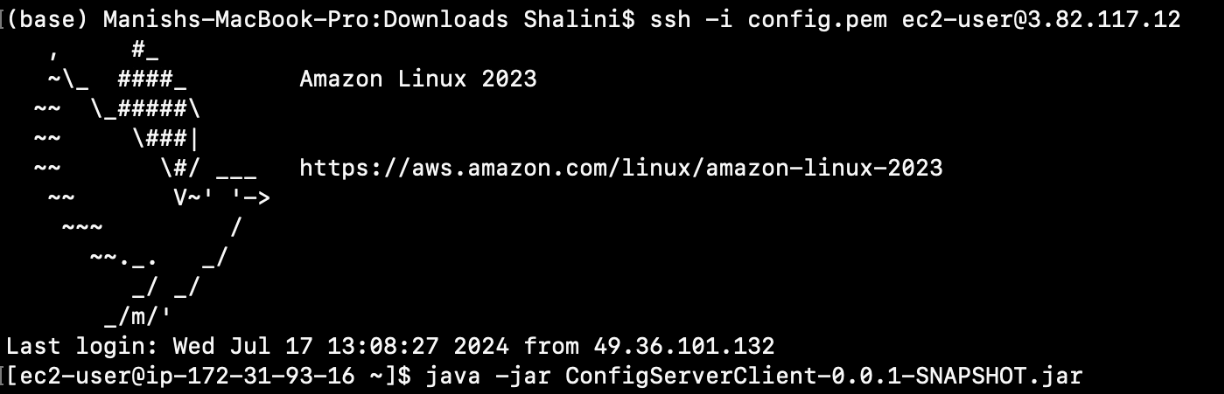 [(base) Manishs-MacBook-Pro:Downloads Shalini$ ssh -i config.pem ec2-user@3.82.117.12
   ,     #_
   ~\_  ####_        Amazon Linux 2023
  ~~  \_#####\
  ~~     \###|
  ~~       \#/ ___   https://aws.amazon.com/linux/amazon-linux-2023
   ~~       V~' '->
    ~~~         /
      ~~._.   _/
         _/ _/
       _/m/'
Last login: Wed Jul 17 13:08:27 2024 from 49.36.101.132
[[ec2-user@ip-172-31-93-16 ~]$ java -jar ConfigServerClient-0.0.1-SNAPSHOT.jar